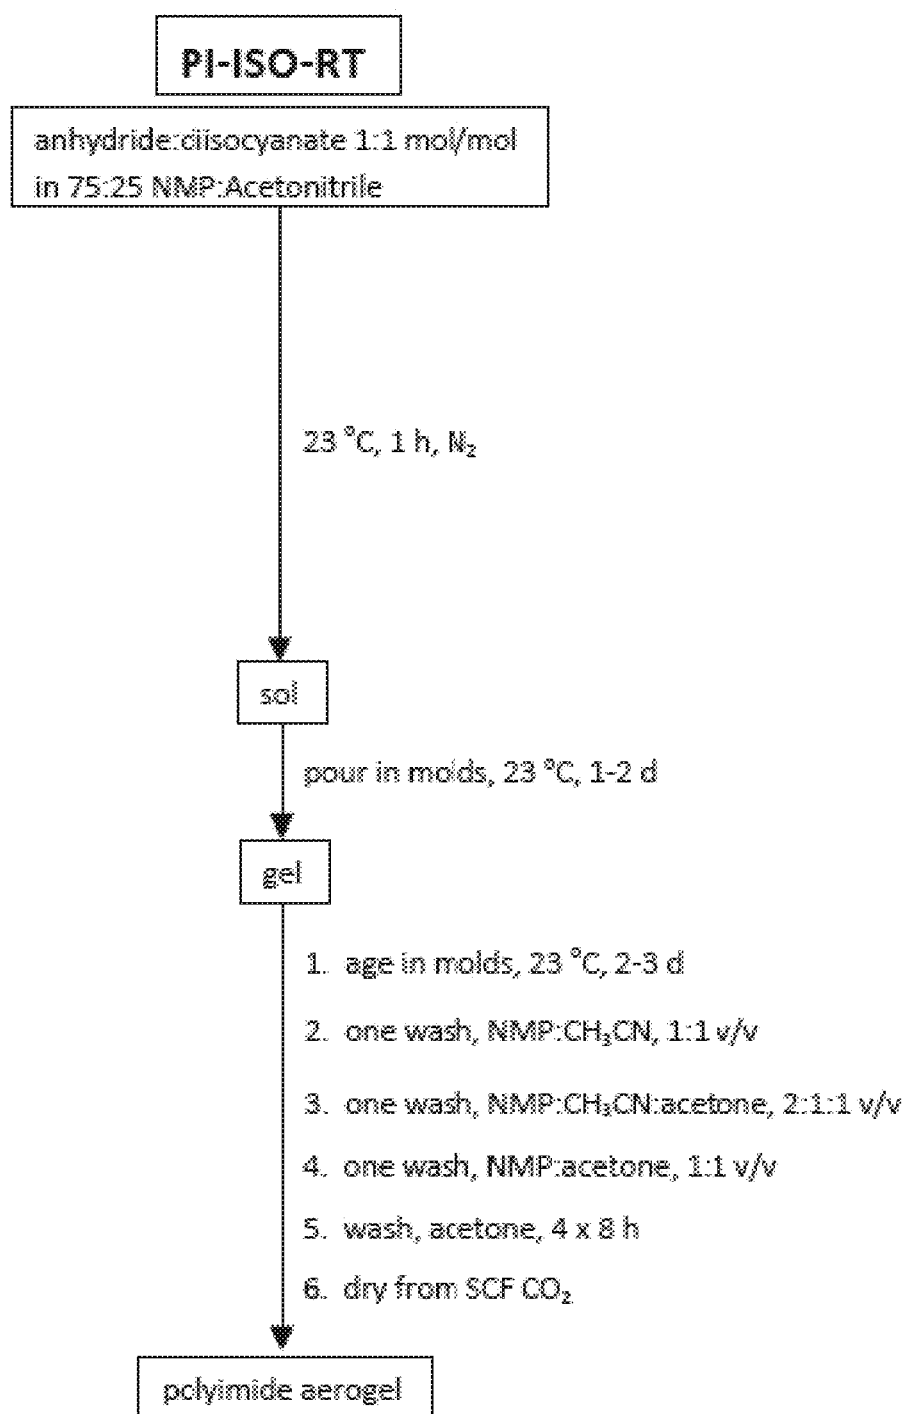 PI-ISO-RT
anhydride:diisocyanate 1:1 mol/mol
in 75:25 NMP:Acetonitrile
23 °C, 1 h, N₂
sol
pour in molds, 23 °C, 1-2 d
gel
1. age in molds, 23 °C, 2-3 d
2. one wash, NMP:CH₃CN, 1:1 v/v
3. one wash, NMP:CH₃CN:acetone, 2:1:1 v/v
4. one wash, NMP:acetone, 1:1 v/v
5. wash, acetone, 4 x 8 h
6. dry from SCF CO₂
polyimide aerogel